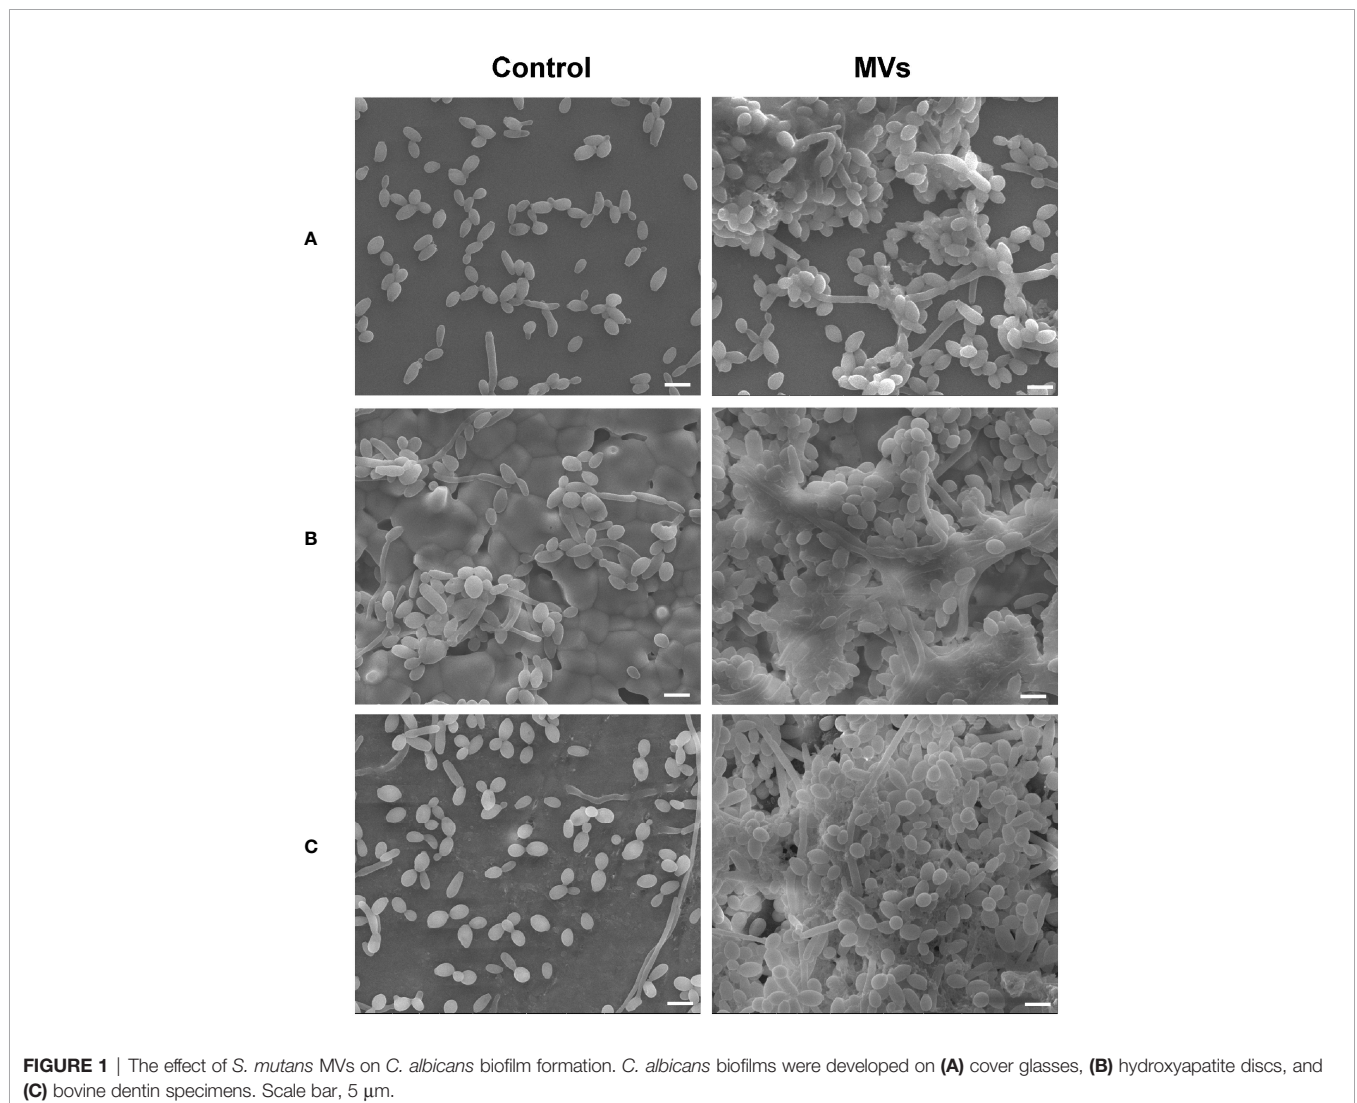 Control MVs
A
B
C
FIGURE 1 | The effect of S. mutans MVs on C. albicans biofilm formation. C. albicans biofilms were developed on (A) cover glasses, (B) hydroxyapatite discs, and
(C) bovine dentin specimens. Scale bar, 5 μm.